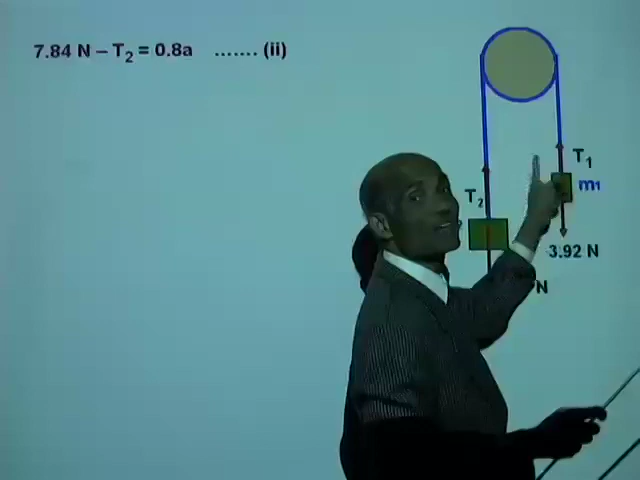 7.84 N – T2 = 0.8a ....... (ii)
T1
m1
T2
3.92 N
N